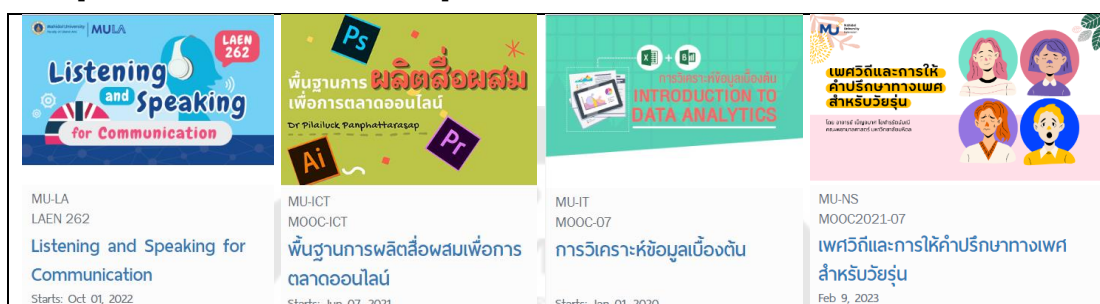 MULA
LAEN
262
Listening
and Speaking
for Communication
MU-LA
LAEN 262
Listening and Speaking for
Communication
Starts: Oct 01, 2022
Ps
พื้นฐานการผลิตสื่อผสม
เพื่อการตลาดออนไลน์
Dr Pilailuck Panphattarasap
Ai
Pr
MU-ICT
MOOC-ICT
พื้นฐานการผลิตสื่อผสมเพื่อการ
ตลาดออนไลน์
Starts: Jun 07, 2021
การวิเคราะห์ข้อมูลเบื้องต้น
INTRODUCTION TO
DATA ANALYTICS
MU-IT
MOOC-07
การวิเคราะห์ข้อมูลเบื้องต้น
Starts: Jan 01, 2020
MU
เพศวิถีและการให้
คำปรึกษาทางเพศ
สำหรับวัยรุ่น
MU-NS
MOOC2021-07
เพศวิถีและการให้คำปรึกษาทางเพศ
สำหรับวัยรุ่น
Feb 9, 2023